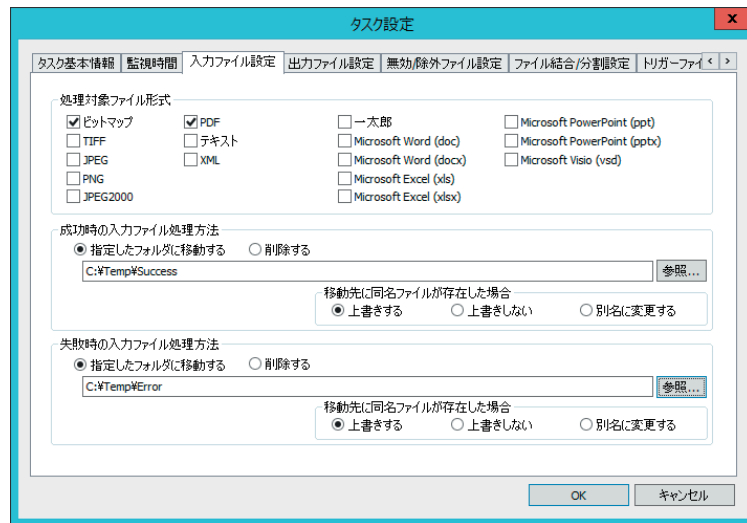 タスク設定
x
タスク基本情報 監視時間 入力ファイル設定 出力ファイル設定 無効/除外ファイル設定 ファイル結合/分割設定 トリガーファイ < >
処理対象ファイル形式
ビットマップ PDF 一太郎 Microsoft PowerPoint (ppt)
TIFF テキスト Microsoft Word (doc) Microsoft PowerPoint (pptx)
JPEG XML Microsoft Word (docx) Microsoft Visio (vsd)
PNG Microsoft Excel (xls)
JPEG2000 Microsoft Excel (xlsx)
成功時の入力ファイル処理方法
指定したフォルダに移動する 削除する
C:¥Temp¥Success 参照...
移動先に同名ファイルが存在した場合
上書きする 上書きしない 別名に変更する
失敗時の入力ファイル処理方法
指定したフォルダに移動する 削除する
C:¥Temp¥Error 参照...
移動先に同名ファイルが存在した場合
上書きする 上書きしない 別名に変更する
OK キャンセル